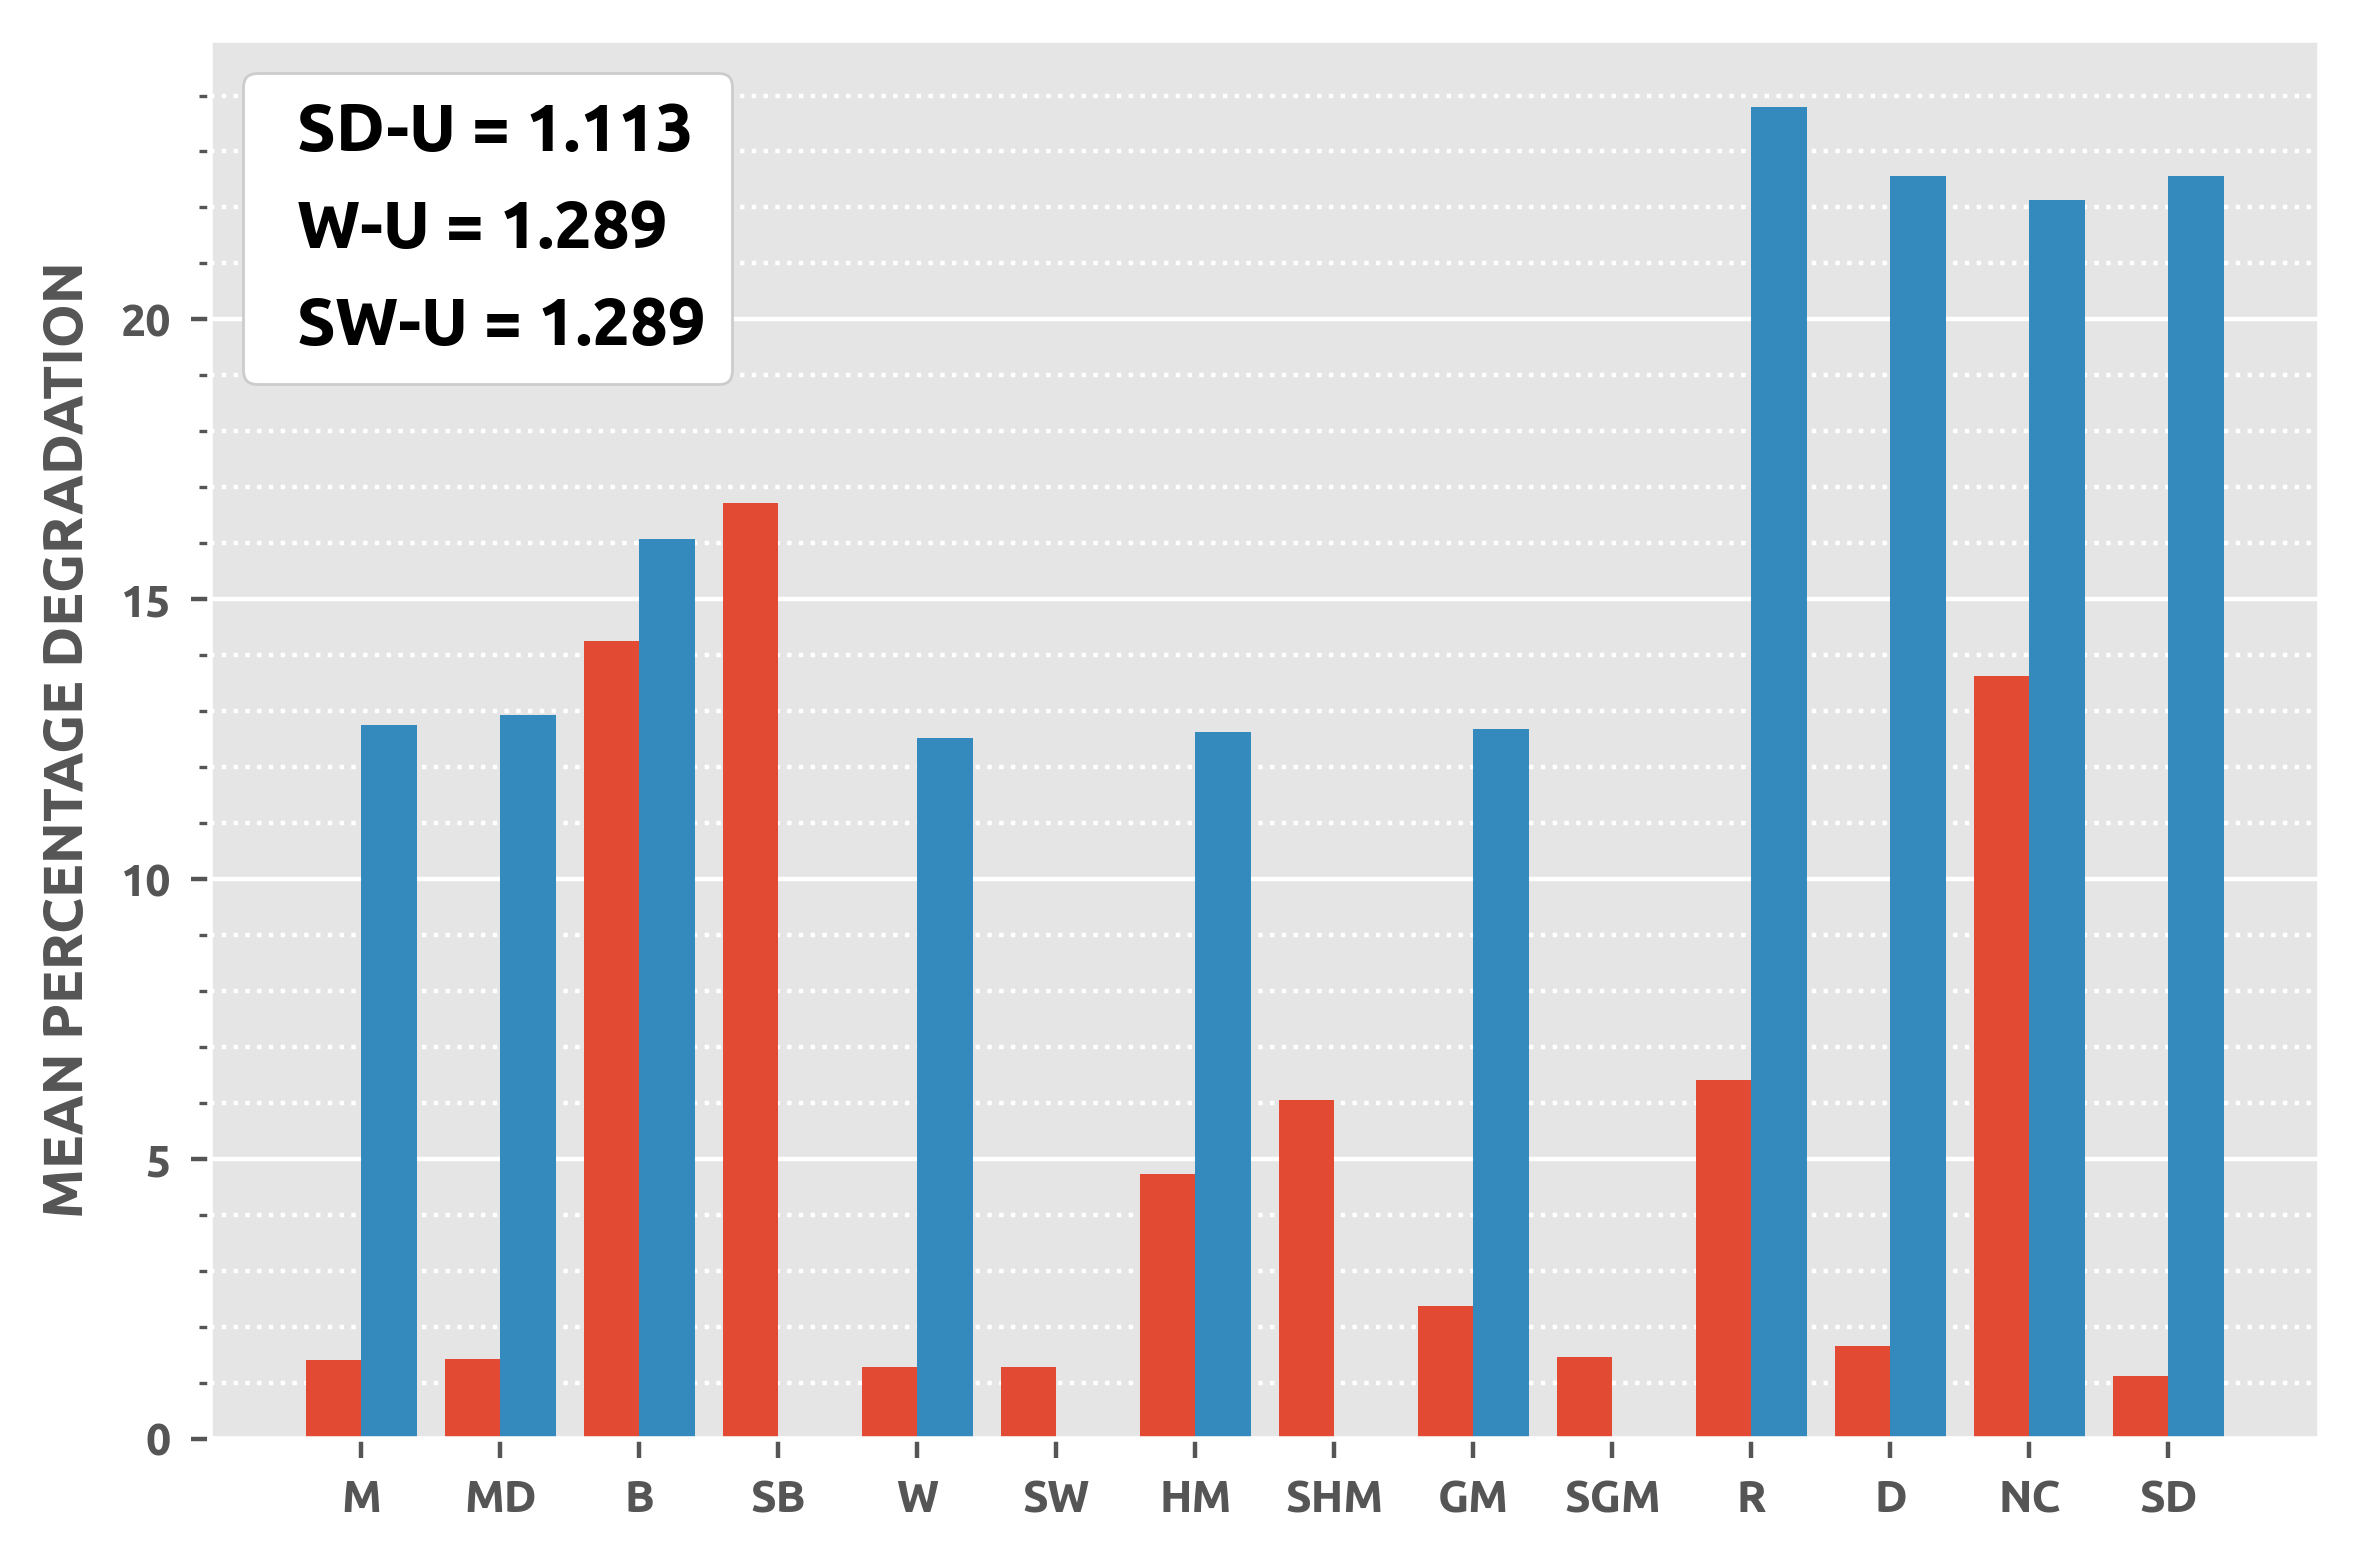 SD-U = 1.113
W-U = 1.289
SW-U = 1.289
MEAN PERCENTAGE DEGRADATION
20
15
10
5
0
M MD B SB W SW HM SHM GM SGM R D NC SD